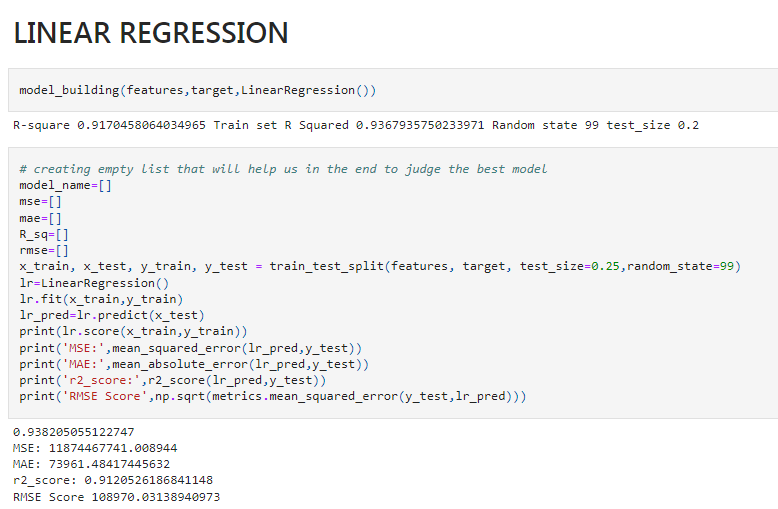 LINEAR REGRESSION
model_building(features,target,LinearRegression())
R-square 0.9170458064034965 Train set R Squared 0.9367935750233971 Random state 99 test_size 0.2
# creating empty list that will help us in the end to judge the best model
model_name=[]
mse=[]
mae=[]
R_sq=[]
rmse=[]
x_train, x_test, y_train, y_test = train_test_split(features, target, test_size=0.25,random_state=99)
lr=LinearRegression()
lr.fit(x_train,y_train)
lr_pred=lr.predict(x_test)
print(lr.score(x_train,y_train))
print('MSE:',mean_squared_error(lr_pred,y_test))
print('MAE:',mean_absolute_error(lr_pred,y_test))
print('r2_score:',r2_score(lr_pred,y_test))
print('RMSE Score',np.sqrt(metrics.mean_squared_error(y_test,lr_pred)))
0.938205055122747
MSE: 11874467741.008944
MAE: 73961.48417445632
r2_score: 0.9120526186841148
RMSE Score 108970.03138940973